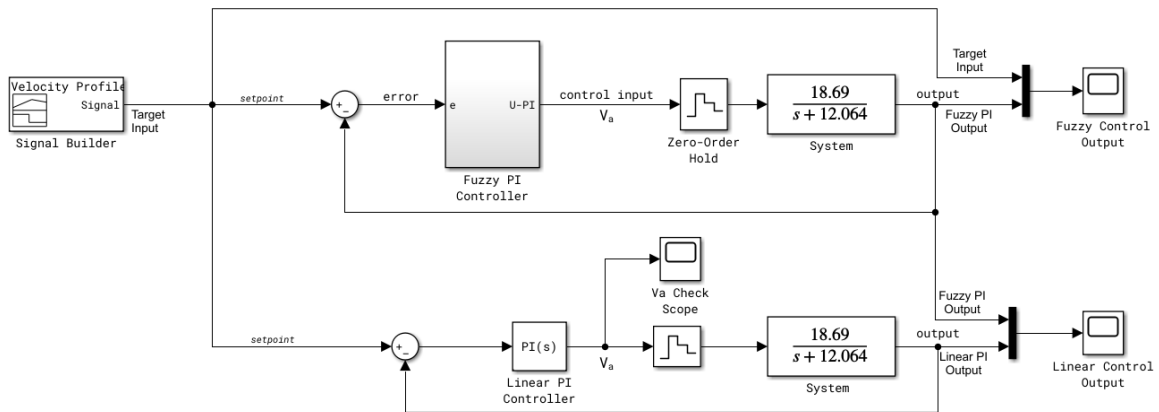 Velocity Profile
Signal
Target
Input
Signal Builder
setpoint
+
−
error
e
U-PI
Fuzzy PI
Controller
control input
Va
Zero-Order
Hold
18.69
s + 12.064
System
output
Fuzzy PI
Output
Target
Input
Fuzzy Control
Output
Va Check
Scope
setpoint
+
−
PI(s)
Linear PI
Controller
Va
18.69
s + 12.064
System
output
Linear PI
Output
Fuzzy PI
Output
Linear Control
Output